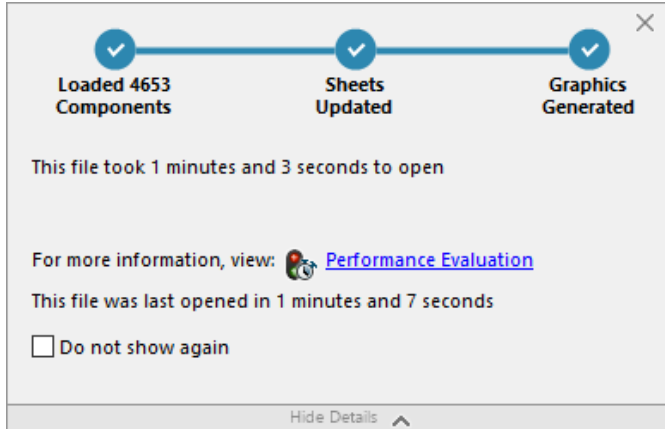 Loaded 4653
Components
Sheets
Updated
Graphics
Generated
This file took 1 minutes and 3 seconds to open
For more information, view: Performance Evaluation
This file was last opened in 1 minutes and 7 seconds
Do not show again
Hide Details